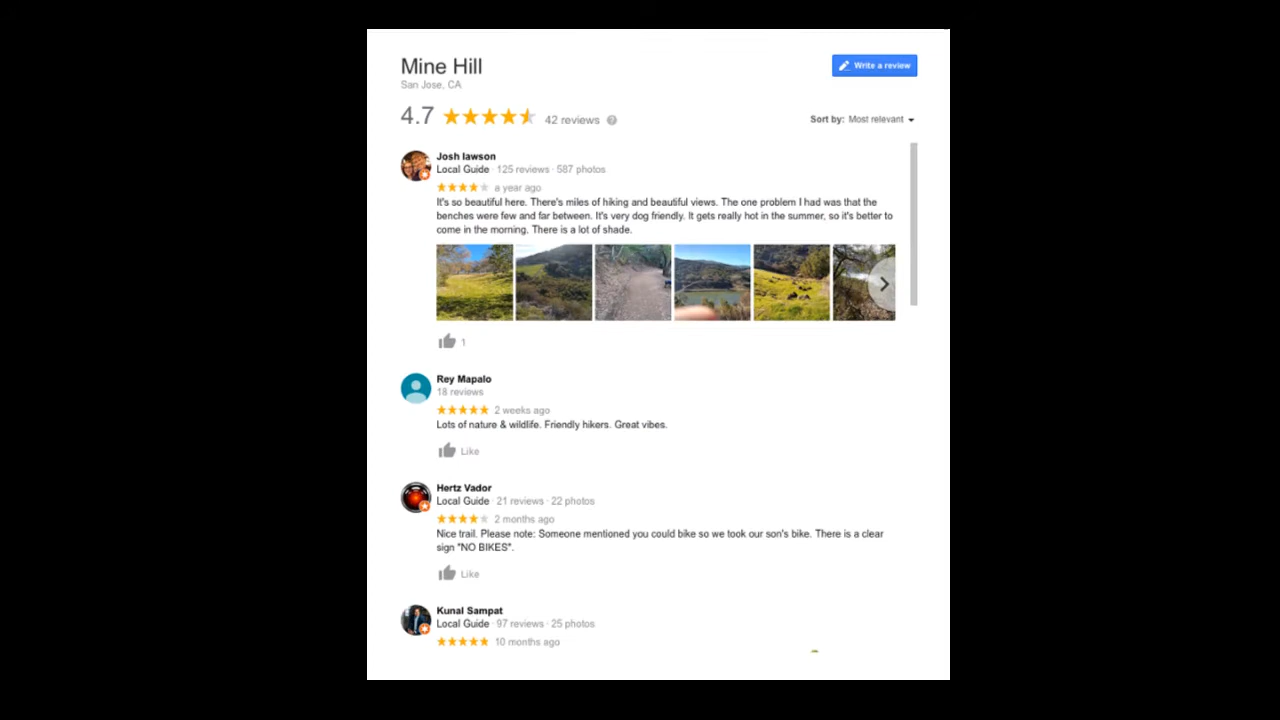 Mine Hill
Write a review
San Jose, CA
4.7 42 reviews ?
Sort by: Most relevant
Josh lawson
Local Guide · 125 reviews · 587 photos
a year ago
It's so beautiful here. There's miles of hiking and beautiful views. The one problem I had was that the
benches were few and far between. It's very dog friendly. It gets really hot in the summer, so it's better to
come in the morning. There is a lot of shade.
1
Rey Mapalo
18 reviews
2 weeks ago
Lots of nature & wildlife. Friendly hikers. Great vibes.
Like
Hertz Vador
Local Guide · 21 reviews · 22 photos
2 months ago
Nice trail. Please note: Someone mentioned you could bike so we took our son's bike. There is a clear
sign "NO BIKES".
Like
Kunal Sampat
Local Guide · 97 reviews · 25 photos
10 months ago